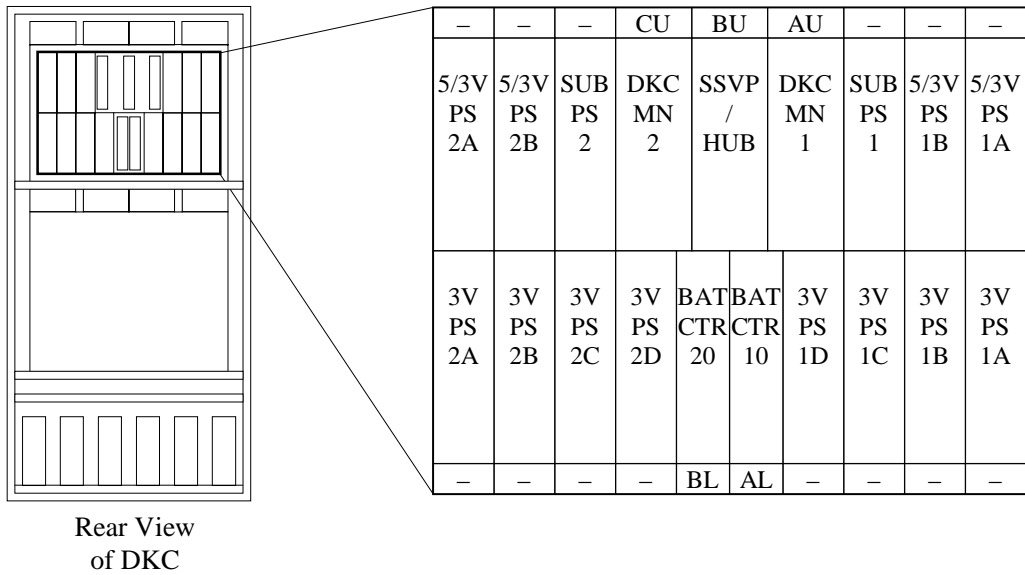 – – – CU BU AU – – –
5/3V 5/3V SUB DKC SSVP DKC SUB 5/3V 5/3V
PS PS PS MN / MN PS PS PS
2A 2B 2 2 HUB 1 1 1B 1A
3V 3V 3V 3V BAT BAT 3V 3V 3V 3V
PS PS PS PS CTR CTR PS PS PS PS
2A 2B 2C 2D 20 10 1D 1C 1B 1A
– – – – BL AL – – – –
Rear View
of DKC